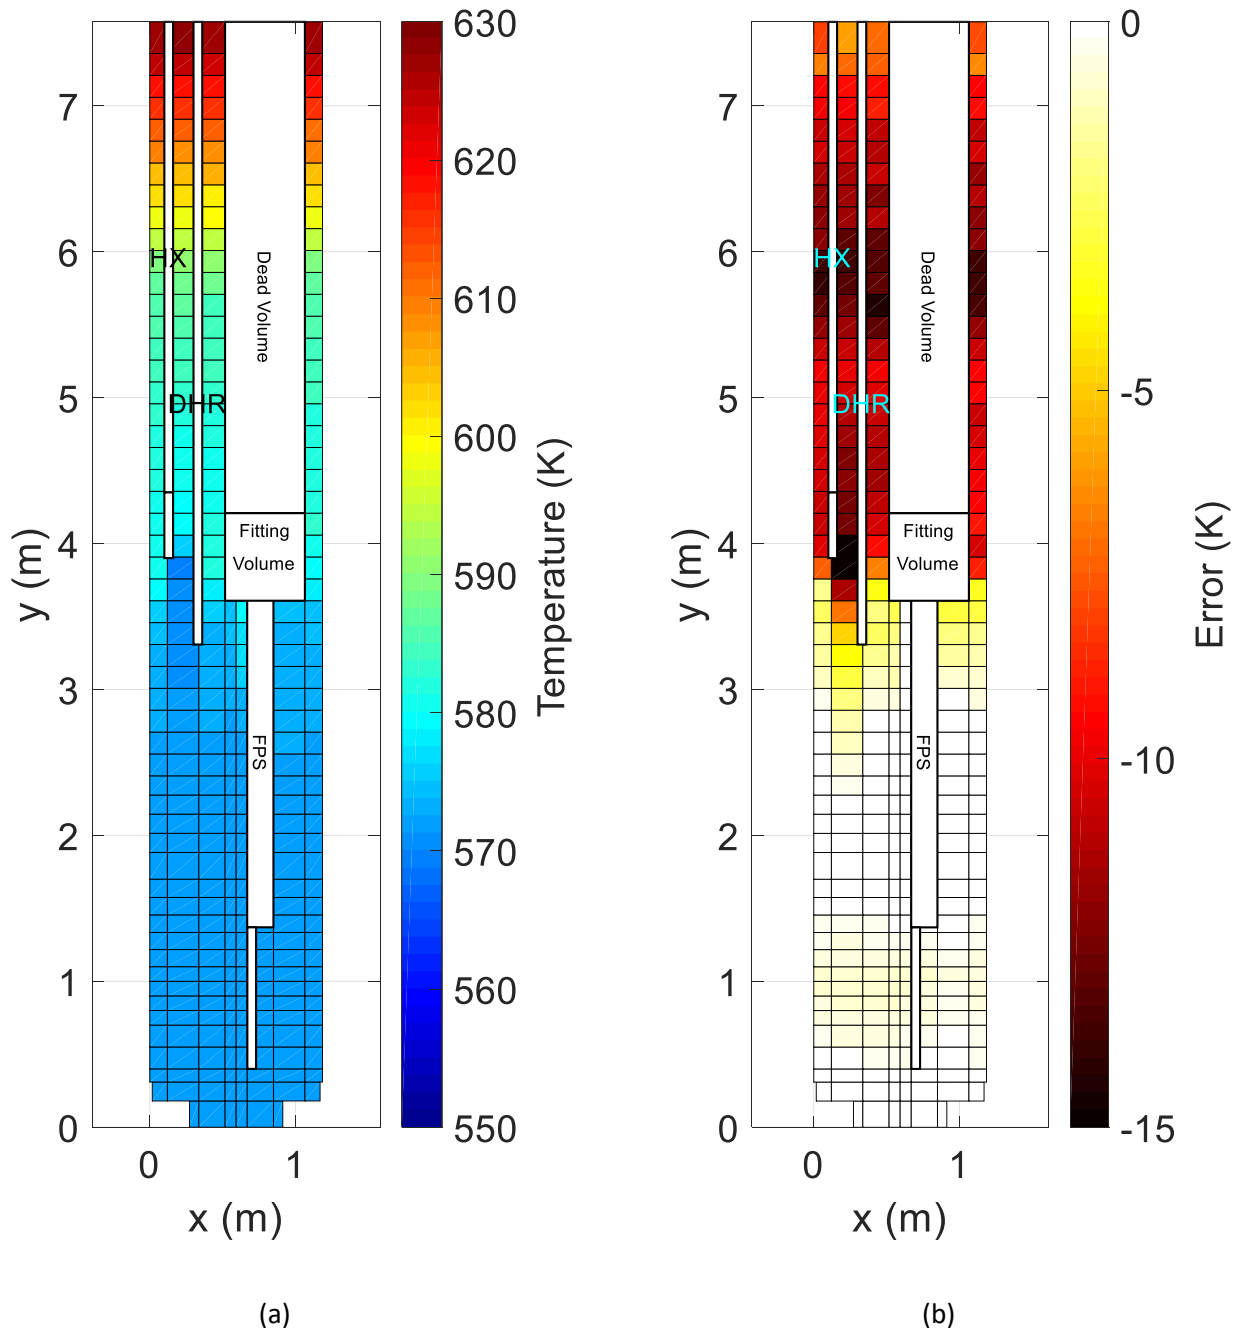 7
6
5
4
3
2
1
0
y (m)
0
1
x (m)
HX
DHR
Dead Volume
Fitting
Volume
FPS
630
620
610
600
590
580
570
560
550
Temperature (K)
(a)
7
6
5
4
3
2
1
0
y (m)
0
1
x (m)
HX
DHR
Dead Volume
Fitting
Volume
FPS
0
-5
-10
-15
Error (K)
(b)